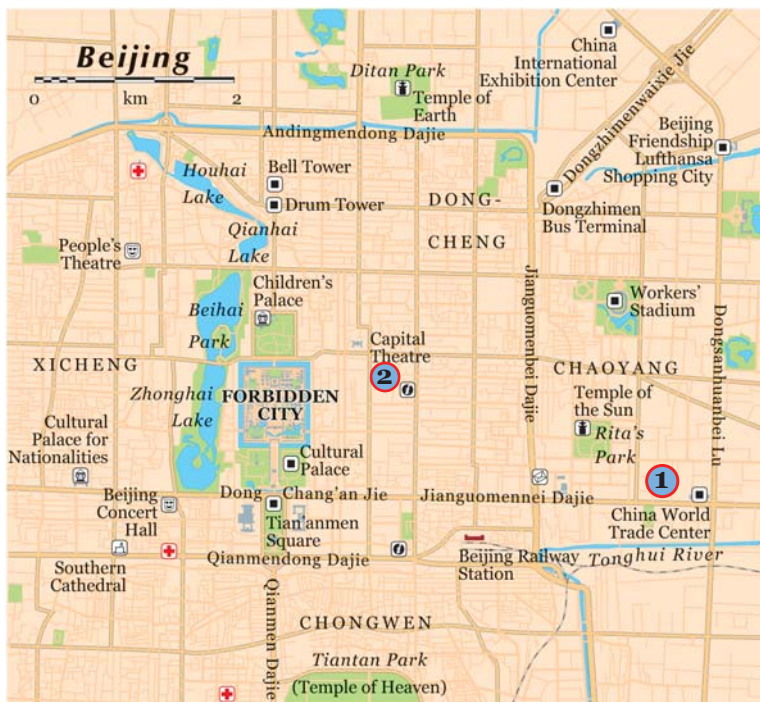 Beijing
0 km 2
Ditan Park
Temple of
Earth
China
International
Exhibition Center
Andingmendong Dajie
Dongzhimenwaixie Jie
Beijing
Friendship
Lufthansa
Shopping City
Houhai
Lake
Bell Tower
Drum Tower
DONG-
CHENG
Dongzhimen
Bus Terminal
Qianhai
Lake
People's
Theatre
Children's
Palace
Beihai
Park
Jianguomenbei Dajie
Workers'
Stadium
Dongsanhuanbei Lu
Capital
Theatre
2
XICHENG
CHAOYANG
Zhonghai
Lake
FORBIDDEN
CITY
Temple of
the Sun
Rita's
Park
Cultural
Palace for
Nationalities
Cultural
Palace
1
Beijing
Concert
Hall
Dong Chang'an Jie
Jianguomennei Dajie
China World
Trade Center
Tian'anmen
Square
Southern
Cathedral
Qianmendong Dajie
Beijing Railway
Station
Tonghui River
Qianmen Dajie
CHONGWEN
Tiantan Park
(Temple of Heaven)